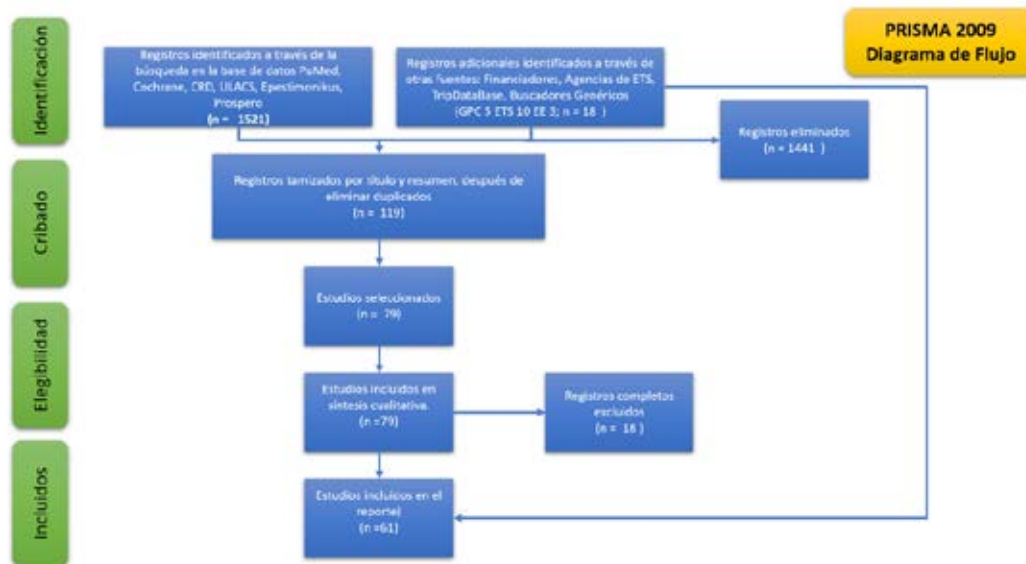 PRISMA 2009
Diagrama de Flujo
Identificación
Registros identificados a través de la
búsqueda en la base de datos PuMed,
Cochrane, CRD, LILACS, Epestimonikus,
Prospero
(n = 1521)
Registros adicionales identificados a través de
otras fuentes: Financiadores, Agencias de ETS,
TripDataBase, Buscadores Genéricos
(GPC 5 ETS 10 EE 3; n = 18 )
Registros eliminados
(n = 1441 )
Cribado
Registros tamizados por título y resumen, después de
eliminar duplicados
(n = 119)
Estudios seleccionados
(n = 79)
Elegibilidad
Estudios incluidos en
síntesis cualitativa.
(n =79)
Registros completos
excluidos
(n = 18 )
Incluidos
Estudios incluidos en el
reporte
(n =61)